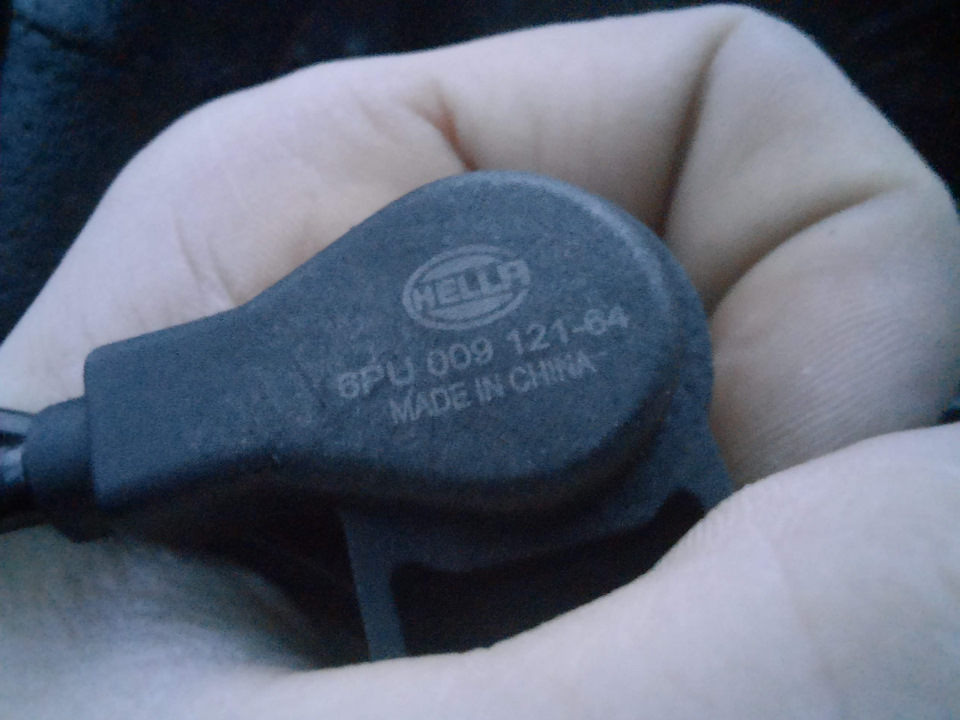 HELLA
6PU 009 121-64
MADE IN CHINA